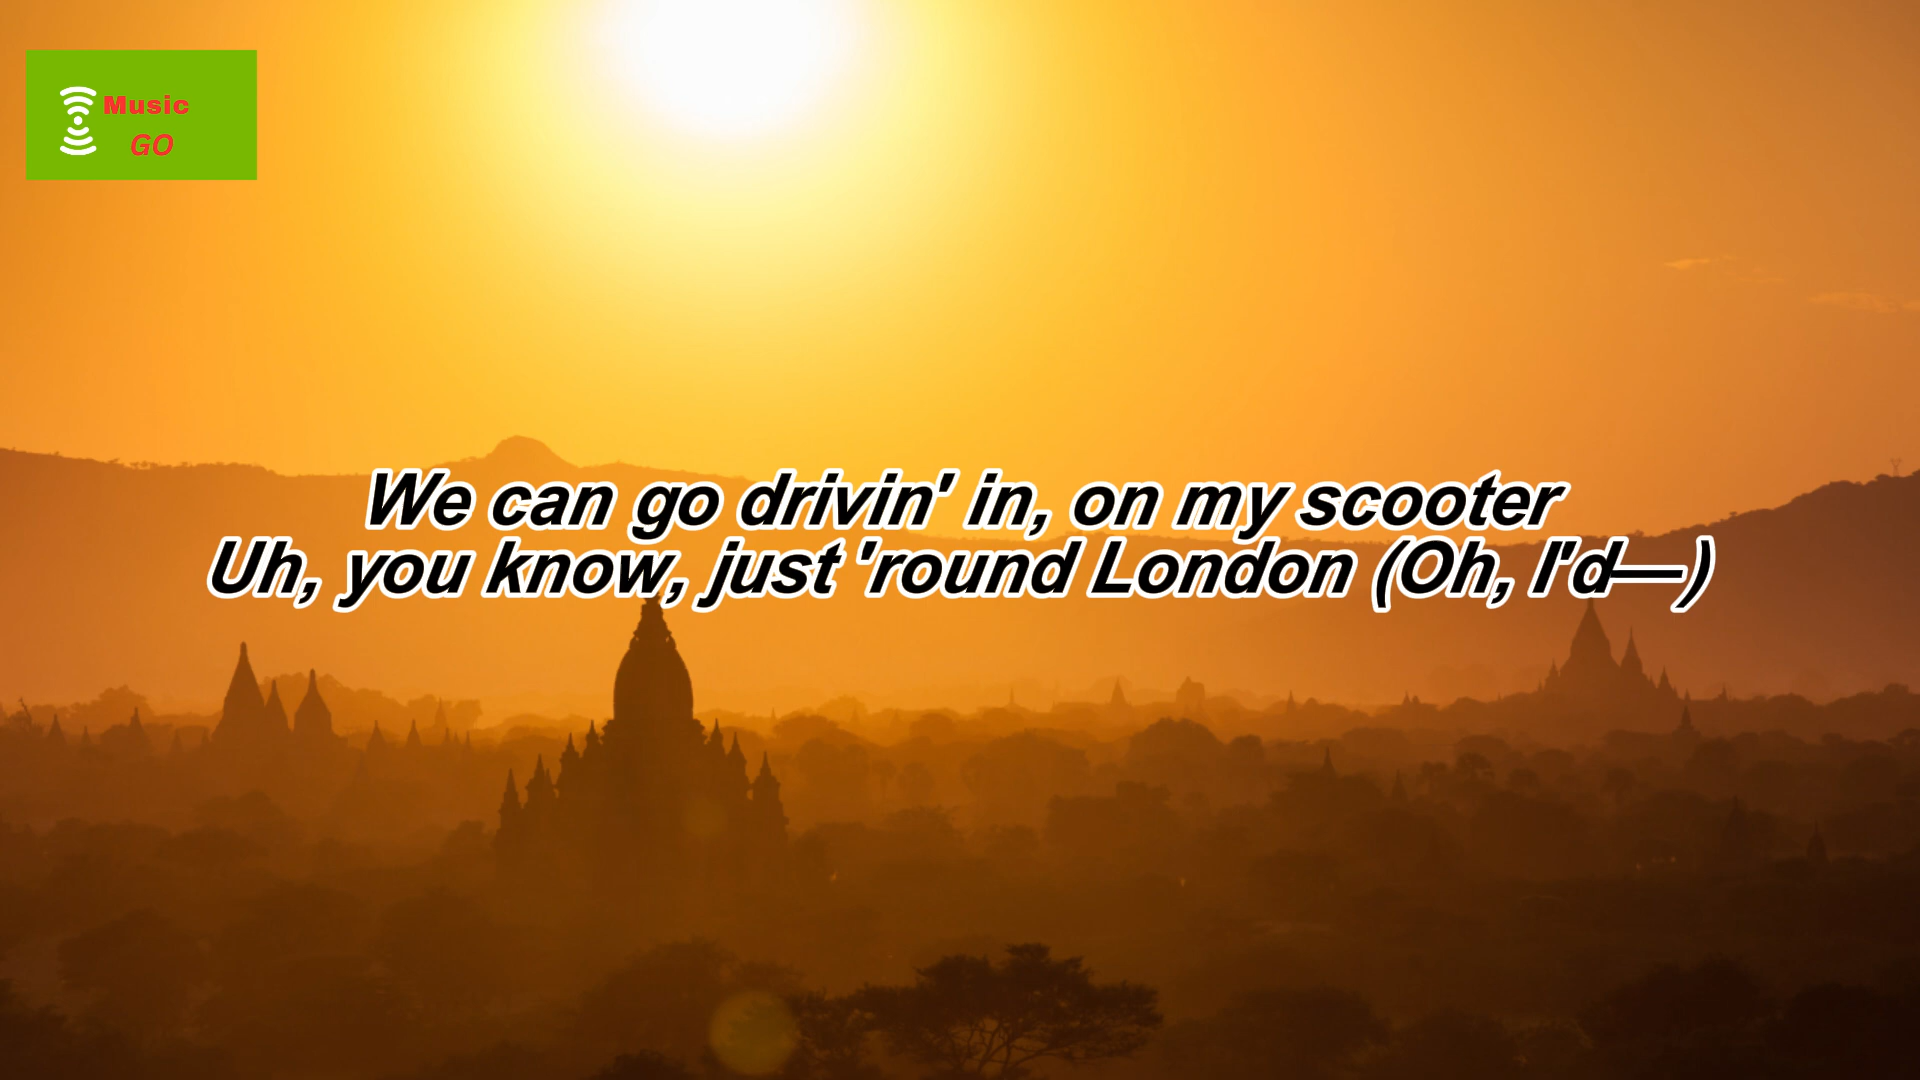 Music
GO
We can go drivin' in, on my scooter
Uh, you know, just 'round London (Oh, I'd—)